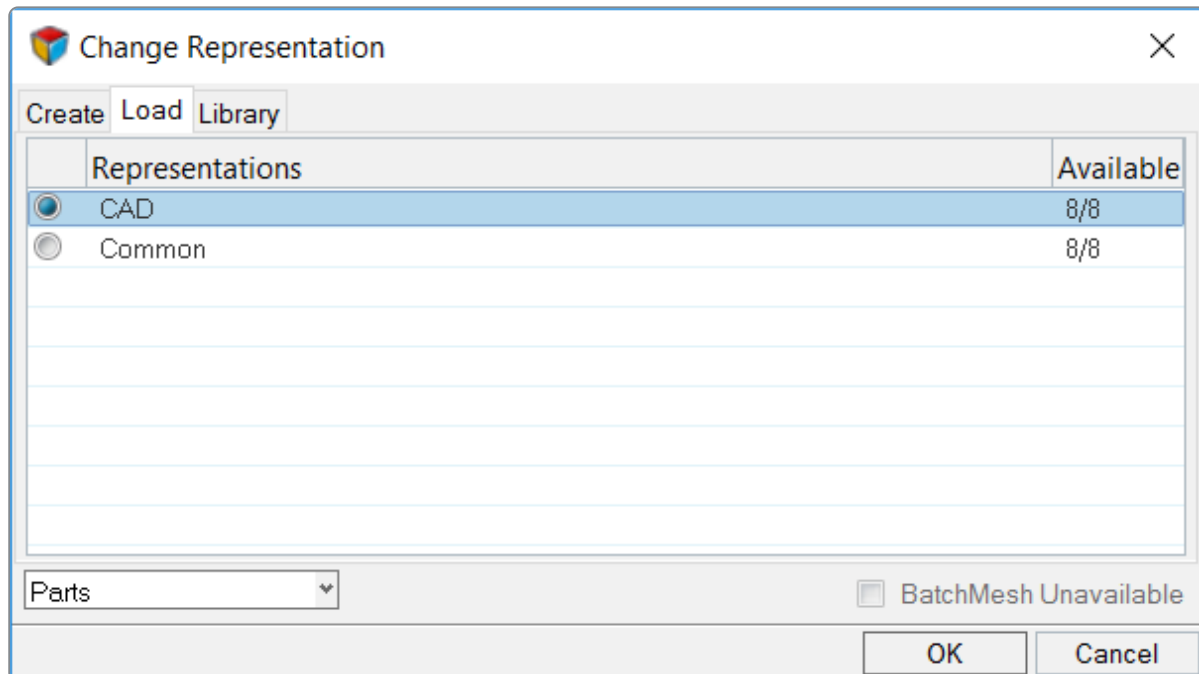 Change Representation
Create Load Library
Representations Available
CAD 8/8
Common 8/8
Parts BatchMesh Unavailable
OK Cancel